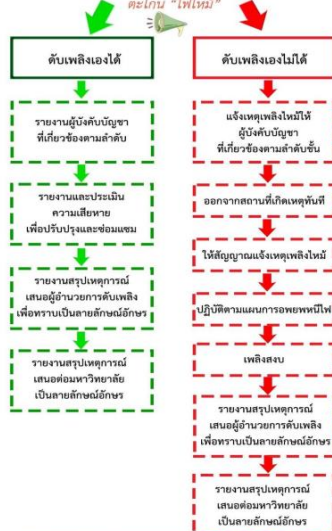 ตะโกน "ไฟไหม้"
ดับเพลิงเองได้
รายงานผู้บังคับบัญชา
ที่เกี่ยวข้องตามลำดับ
รายงานและประเมิน
ความเสียหาย
เพื่อปรับปรุงและซ่อมแซม
รายงานสรุปเหตุการณ์
เสนอผู้อำนวยการดับเพลิง
เพื่อทราบเป็นลายลักษณ์อักษร
รายงานสรุปเหตุการณ์
เสนอต่อมหาวิทยาลัย
เป็นลายลักษณ์อักษร
ดับเพลิงเองไม่ได้
แจ้งเหตุเพลิงไหม้ให้
ผู้บังคับบัญชา
ที่เกี่ยวข้องตามลำดับชั้น
ออกจากสถานที่เกิดเหตุทันที
ให้สัญญาณแจ้งเหตุเพลิงไหม้
ปฏิบัติตามแผนการอพยพหนีไฟ
เพลิงสงบ
รายงานสรุปเหตุการณ์
เสนอผู้อำนวยการดับเพลิง
เพื่อทราบเป็นลายลักษณ์อักษร
รายงานสรุปเหตุการณ์
เสนอต่อมหาวิทยาลัย
เป็นลายลักษณ์อักษร